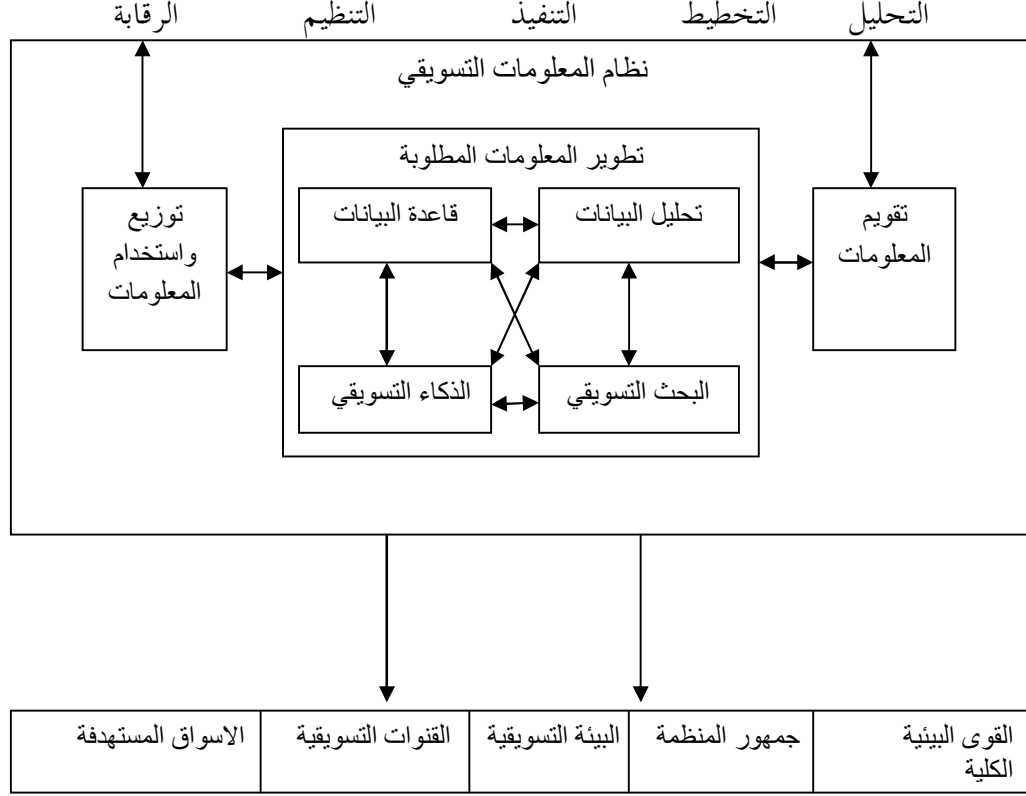 التحليل التخطيط التنفيذ التنظيم الرقابة
نظام المعلومات التسويقي
تطوير المعلومات المطلوبة
تقويم
المعلومات
تحليل البيانات
قاعدة البيانات
البحث التسويقي
الذكاء التسويقي
توزيع
واستخدام
المعلومات
القوى البيئية
الكلية
جمهور المنظمة
البيئة التسويقية
القنوات التسويقية
الاسواق المستهدفة